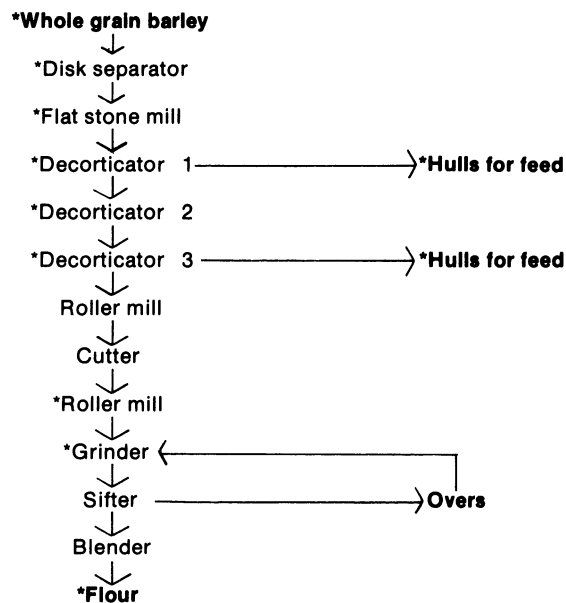 *Whole grain barley
*Disk separator
*Flat stone mill
*Decorticator 1 *Hulls for feed
*Decorticator 2
*Decorticator 3 *Hulls for feed
Roller mill
Cutter
*Roller mill
*Grinder
Sifter Overs
Blender
*Flour